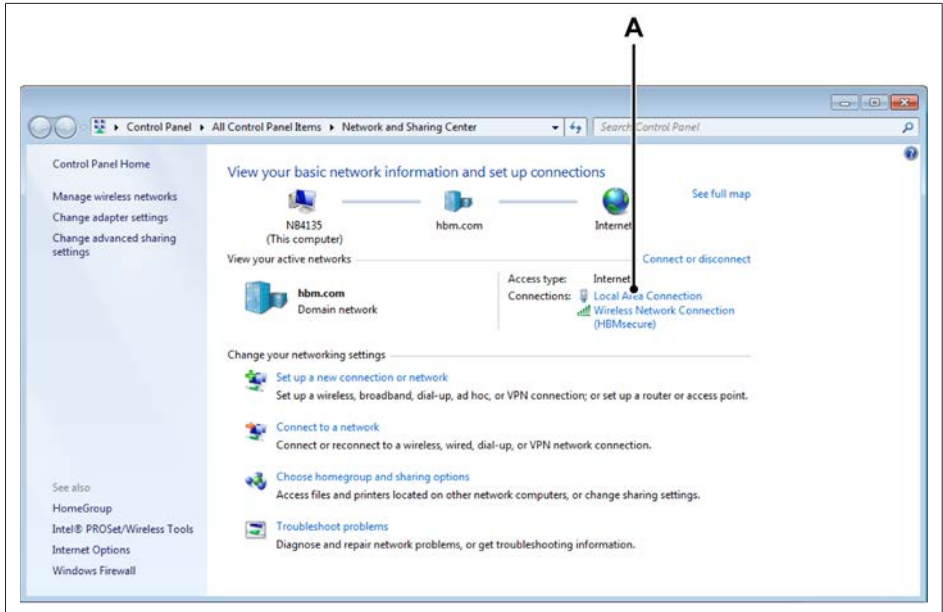 A
Control Panel ▸ All Control Panel Items ▸ Network and Sharing Center
Search Control Panel
Control Panel Home
Manage wireless networks
Change adapter settings
Change advanced sharing
settings
See also
HomeGroup
Intel® PROSet/Wireless Tools
Internet Options
Windows Firewall
View your basic network information and set up connections
See full map
NB4135
(This computer)
hbm.com
Internet
View your active networks
Connect or disconnect
hbm.com
Domain network
Access type: Internet
Connections: Local Area Connection
Wireless Network Connection
(HBMsecure)
Change your networking settings
Set up a new connection or network
Set up a wireless, broadband, dial-up, ad hoc, or VPN connection; or set up a router or access point.
Connect to a network
Connect or reconnect to a wireless, wired, dial-up, or VPN network connection.
Choose homegroup and sharing options
Access files and printers located on other network computers, or change sharing settings.
Troubleshoot problems
Diagnose and repair network problems, or get troubleshooting information.